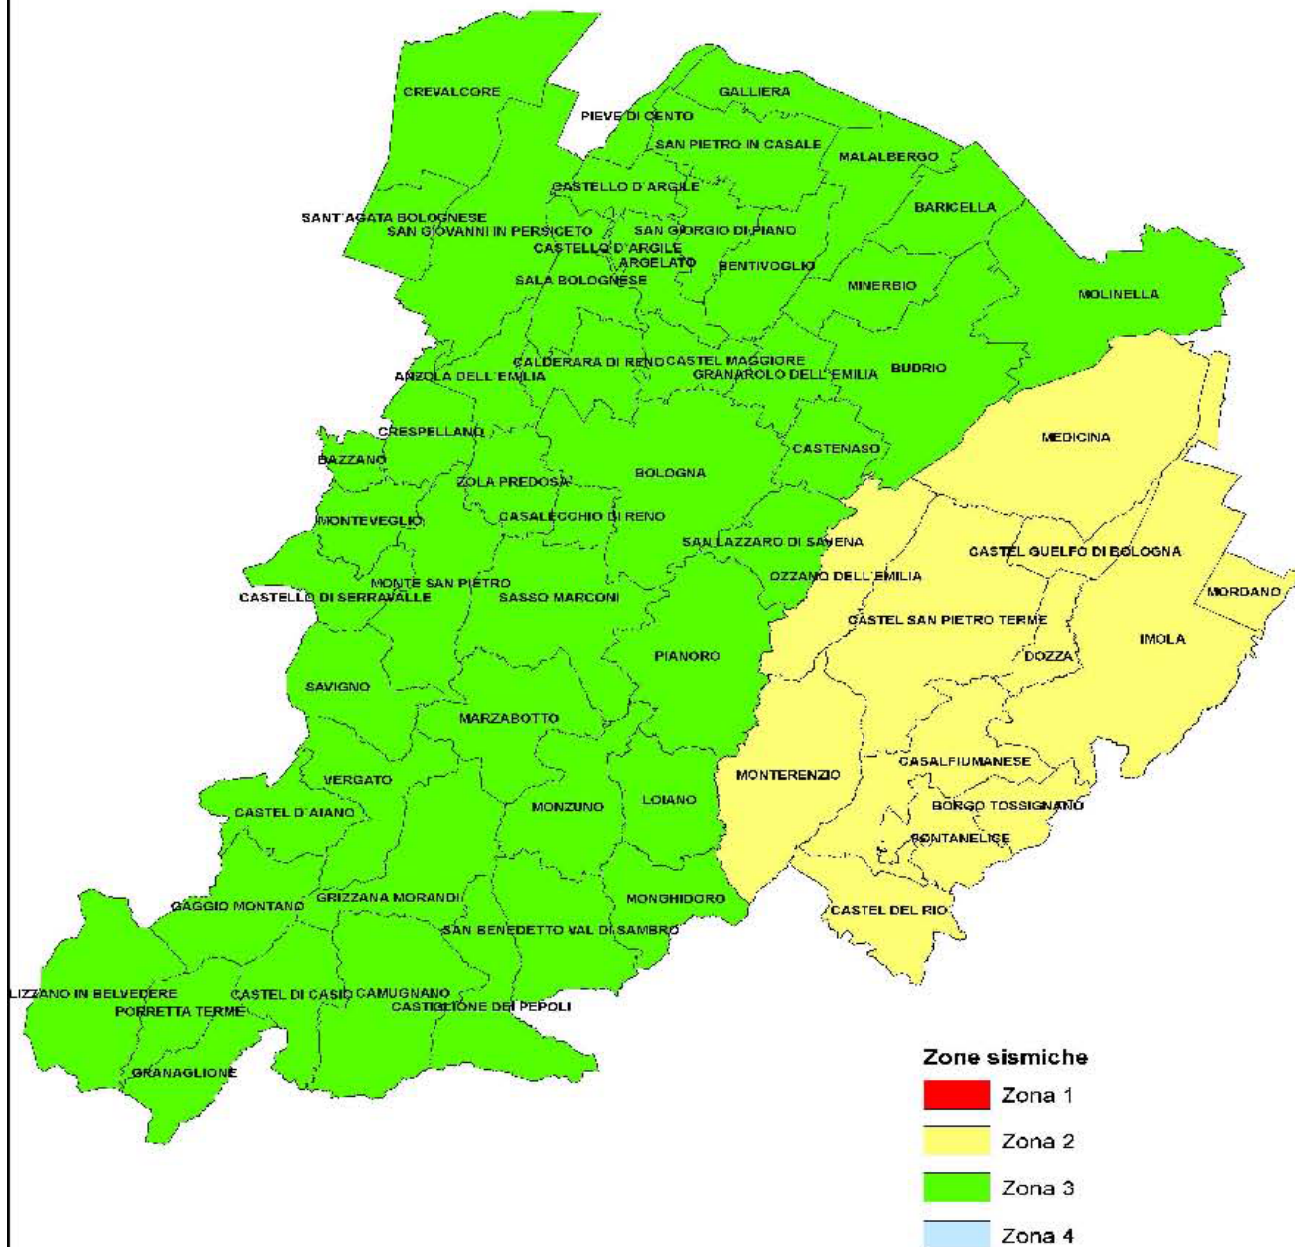 CREVALCORE
GALLIERA
PIEVE DI CENTO
SAN PIETRO IN CASALE
MALALBERGO
CASTELLO D'ARGILE
BARICELLA
SANT'AGATA BOLOGNESE
SAN GIOVANNI IN PERSICETO
SAN GIORGIO DI PIANO
CASTELLO D'ARGILE
ARGELATO
BENTIVOGLIO
SALA BOLOGNESE
MINERBIO
MOLINELLA
CALDERARA DI RENO
CASTEL MAGGIORE
ANZOLA DELL'EMILIA
GRANAROLO DELL'EMILIA
BUDRIO
CRESPELLANO
MEDICINA
BAZZANO
CASTENASO
BOLOGNA
ZOLA PREDOSA
MONTEVEGLIO
CASALECCHIO DI RENO
SAN LAZZARO DI SAVENA
CASTEL GUELFO DI BOLOGNA
OZZANO DELL'EMILIA
MONTE SAN PIETRO
CASTELLO DI SERRAVALLE
SASSO MARCONI
MORDANO
CASTEL SAN PIETRO TERME
IMOLA
PIANORO
DOZZA
SAVIGNO
MARZABOTTO
CASALFIUMANESE
VERGATO
MONTERENZIO
LOIANO
MONZUNO
BORGO TOSSIGNANO
CASTEL D'AIANO
FONTANELICE
GRIZZANA MORANDI
MONGHIDORO
GAGGIO MONTANO
CASTEL DEL RIO
SAN BENEDETTO VAL DI SAMBRO
LIZZANO IN BELVEDERE
CASTEL DI CASIO
CAMUGNANO
CASTIGLIONE DEI PEPOLI
PORRETTA TERME
GRANAGLIONE
Zone sismiche
Zona 1
Zona 2
Zona 3
Zona 4